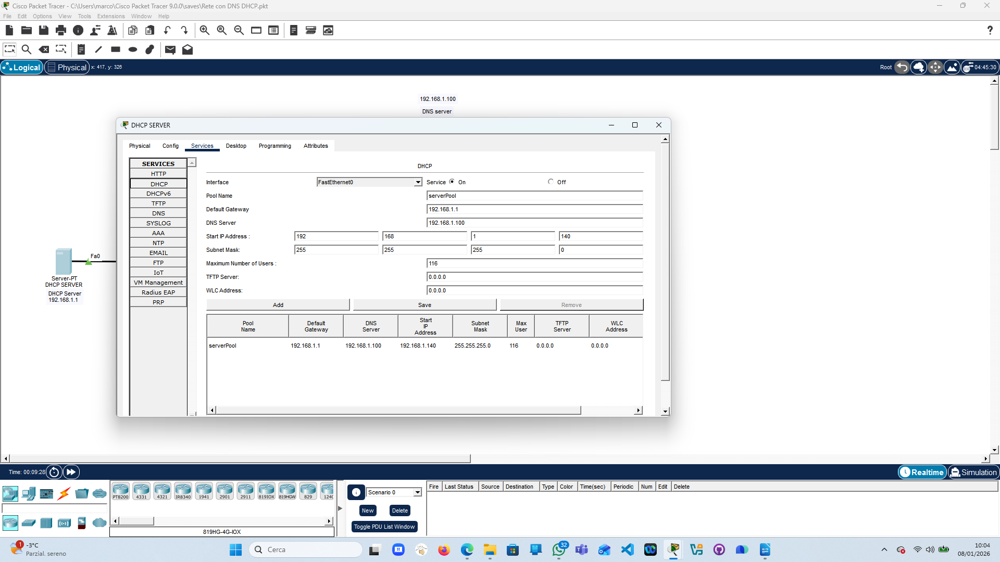 Cisco Packet Tracer - C:\Users\marco\Cisco Packet Tracer 9.0.0\saves\Rete con DNS DHCP.pkt
File Edit Options View Tools Extensions Window Help
Logical Physical x: 417, y: 326 Root 04:45:30
192.168.1.100
DNS server
DHCP SERVER
Physical Config Services Desktop Programming Attributes
SERVICES
HTTP
DHCP
DHCPv6
TFTP
DNS
SYSLOG
AAA
NTP
EMAIL
FTP
IoT
VM Management
Radius EAP
PRP
DHCP
Interface FastEthernet0 Service On Off
Pool Name serverPool
Default Gateway 192.168.1.1
DNS Server 192.168.1.100
Start IP Address : 192 168 1 140
Subnet Mask: 255 255 255 0
Maximum Number of Users : 116
TFTP Server: 0.0.0.0
WLC Address: 0.0.0.0
Add Save Remove
Pool Name Default Gateway DNS Server Start IP Address Subnet Mask Max User TFTP Server WLC Address
serverPool 192.168.1.1 192.168.1.100 192.168.1.140 255.255.255.0 116 0.0.0.0 0.0.0.0
Fa0
Server-PT
DHCP SERVER
DHCP Server
192.168.1.1
Time: 00:09:28 Realtime Simulation
PT8200 4331 4321 IR8340 1941 2901 2911 819IOX 819HGW 829 1240
819HG-4G-IOX
Scenario 0
New Delete
Toggle PDU List Window
Fire Last Status Source Destination Type Color Time(sec) Periodic Num Edit Delete
1
-3°C
Parzial. sereno
Cerca
32
10:04
08/01/2026